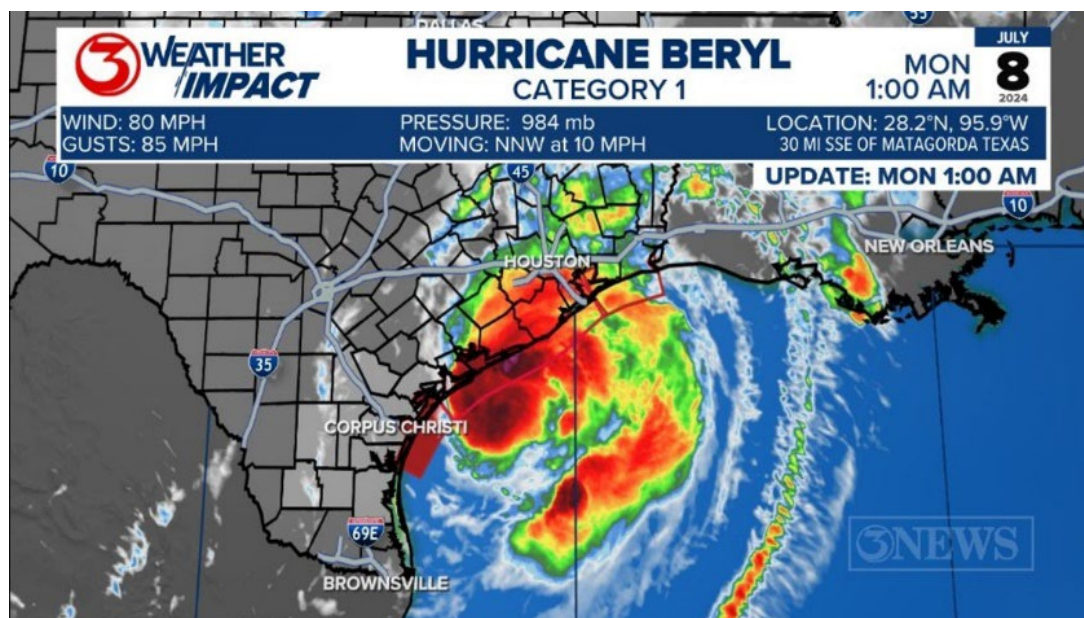 DALLAS
35
3 WEATHER IMPACT
HURRICANE BERYL
CATEGORY 1
MON
1:00 AM
JULY
8
2024
WIND: 80 MPH
GUSTS: 85 MPH
PRESSURE: 984 mb
MOVING: NNW at 10 MPH
LOCATION: 28.2°N, 95.9°W
30 MI SSE OF MATAGORDA TEXAS
UPDATE: MON 1:00 AM
10
45
10
NEW ORLEANS
HOUSTON
35
CORPUS CHRISTI
69E
BROWNSVILLE
3NEWS